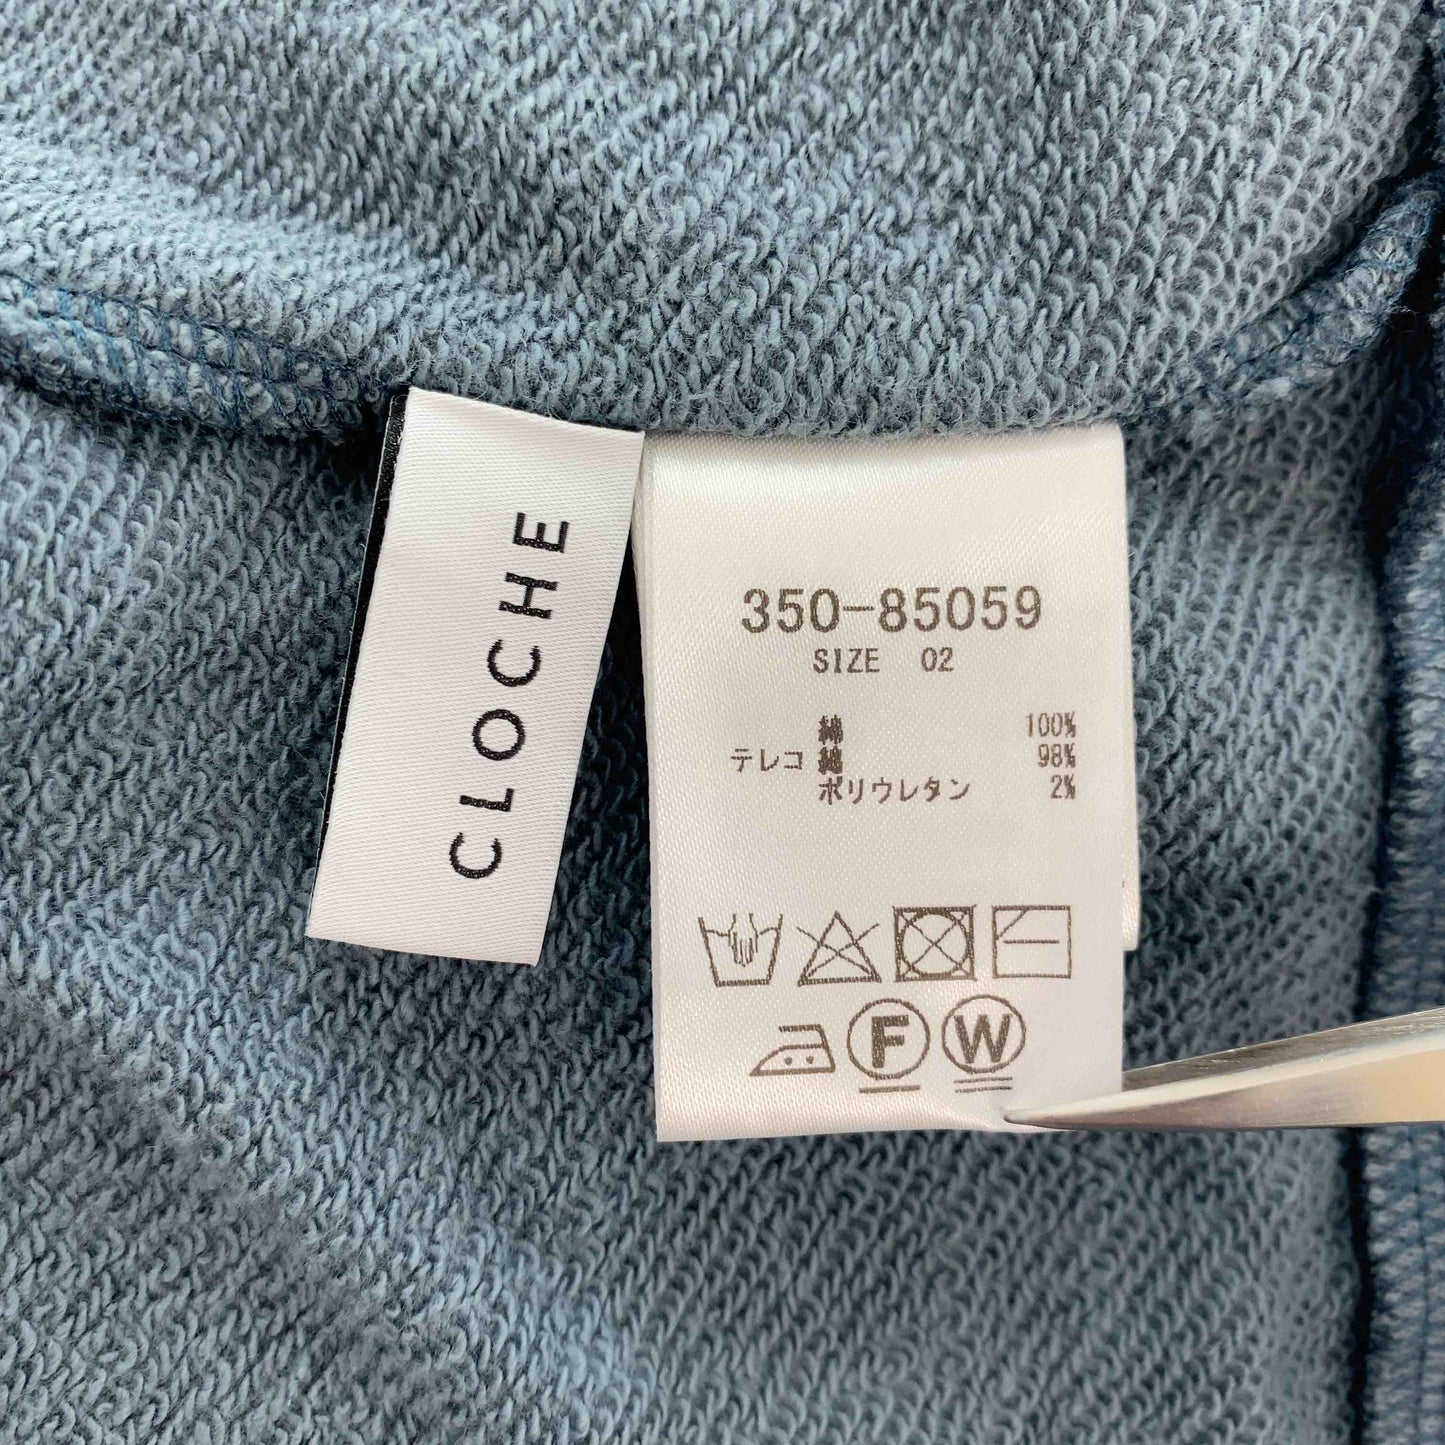 CLOCHE
350-85059
SIZE 02
綿 100%
テレコ 綿 98%
ポリウレタン 2%
F W